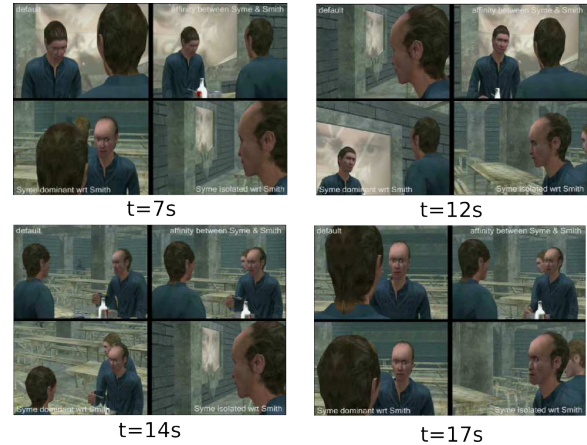 default
affinity between Syme & Smith
Syme dominant wrt Smith
Syme isolated wrt Smith
t=7s
default
affinity between Syme & Smith
Syme dominant wrt Smith
Syme isolated wrt Smith
t=12s
default
affinity between Syme & Smith
Syme dominant wrt Smith
Syme isolated wrt Smith
t=14s
default
affinity between Syme & Smith
Syme dominant wrt Smith
Syme isolated wrt Smith
t=17s